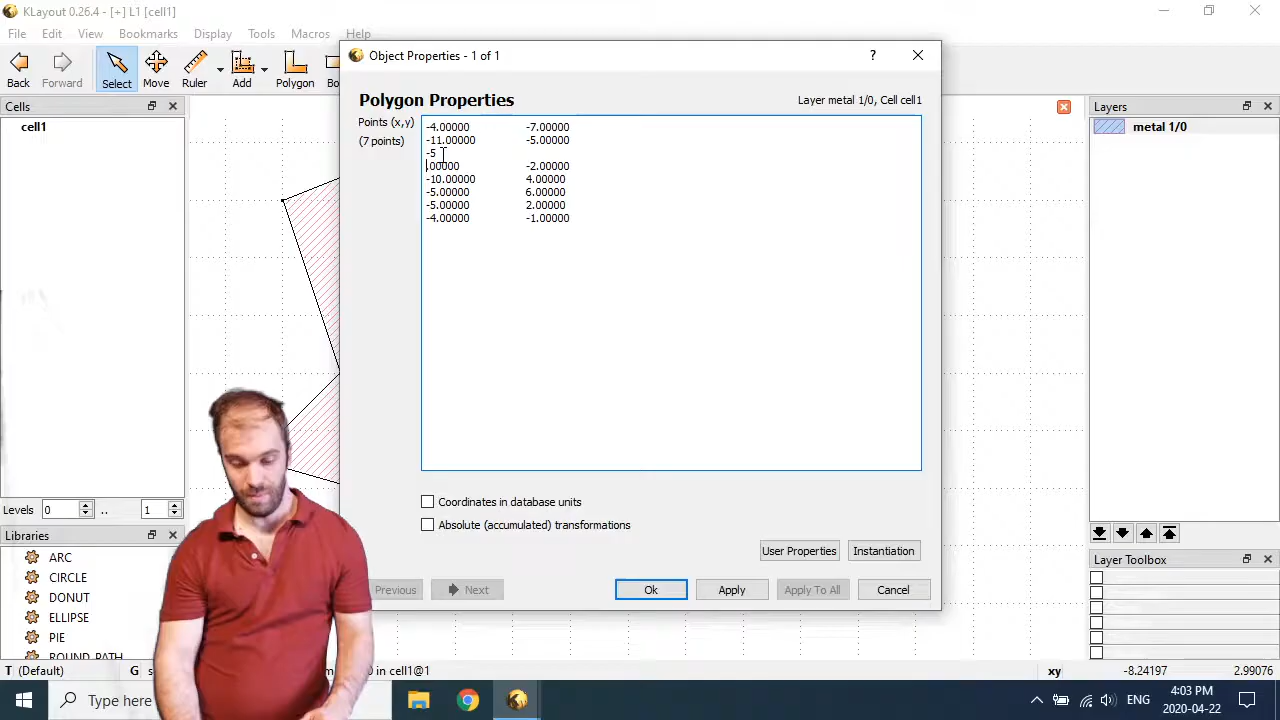 KLayout 0.26.4 - [+] L1 [cell1]
File Edit View Bookmarks Display Tools Macros Help
Back Forward Select Move Ruler Add Polygon
Object Properties - 1 of 1
?
Cells
cell1
Polygon Properties
Layer metal 1/0, Cell cell1
Points (x,y)
(7 points)
-4.00000 -7.00000
-11.00000 -5.00000
-5
.00000 -2.00000
-10.00000 4.00000
-5.00000 6.00000
-5.00000 2.00000
-4.00000 -1.00000
Coordinates in database units
Absolute (accumulated) transformations
User Properties Instantiation
Previous Next Ok Apply Apply To All Cancel
Layers
metal 1/0
Levels 0 .. 1
Libraries
ARC
CIRCLE
DONUT
ELLIPSE
PIE
ROUND_PATH
Layer Toolbox
T (Default) G in cell1@1 xy -8.24197 2.99076
Type here
ENG
4:03 PM
2020-04-22